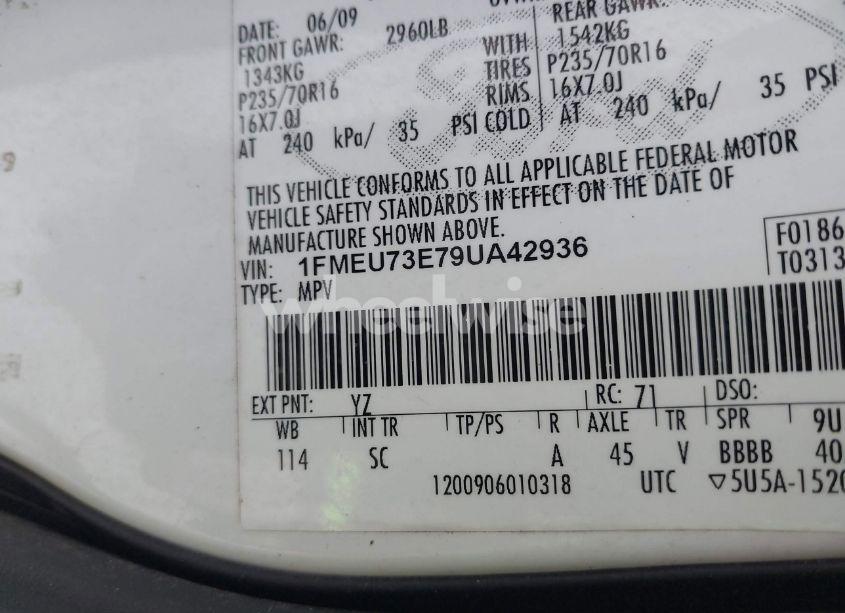 DATE: 06/09
FRONT GAWR: 2960LB
1343KG
P235/70R16
16X7.0J
AT 240 kPa/ 35 PSI COLD
WITH
TIRES
RIMS
REAR GAWR:
1542KG
P235/70R16
16X7.0J
AT 240 kPa/ 35 PSI
THIS VEHICLE CONFORMS TO ALL APPLICABLE FEDERAL MOTOR
VEHICLE SAFETY STANDARDS IN EFFECT ON THE DATE OF
MANUFACTURE SHOWN ABOVE.
VIN: 1FMEU73E79UA42936
TYPE: MPV
F0186
T0313
wheelwise
EXT PNT: YZ RC: 71 DSO:
WB INT TR TP/PS R AXLE TR SPR 9U
114 SC A 45 V BBBB 40
1200906010318 UTC ▽5U5A-1520